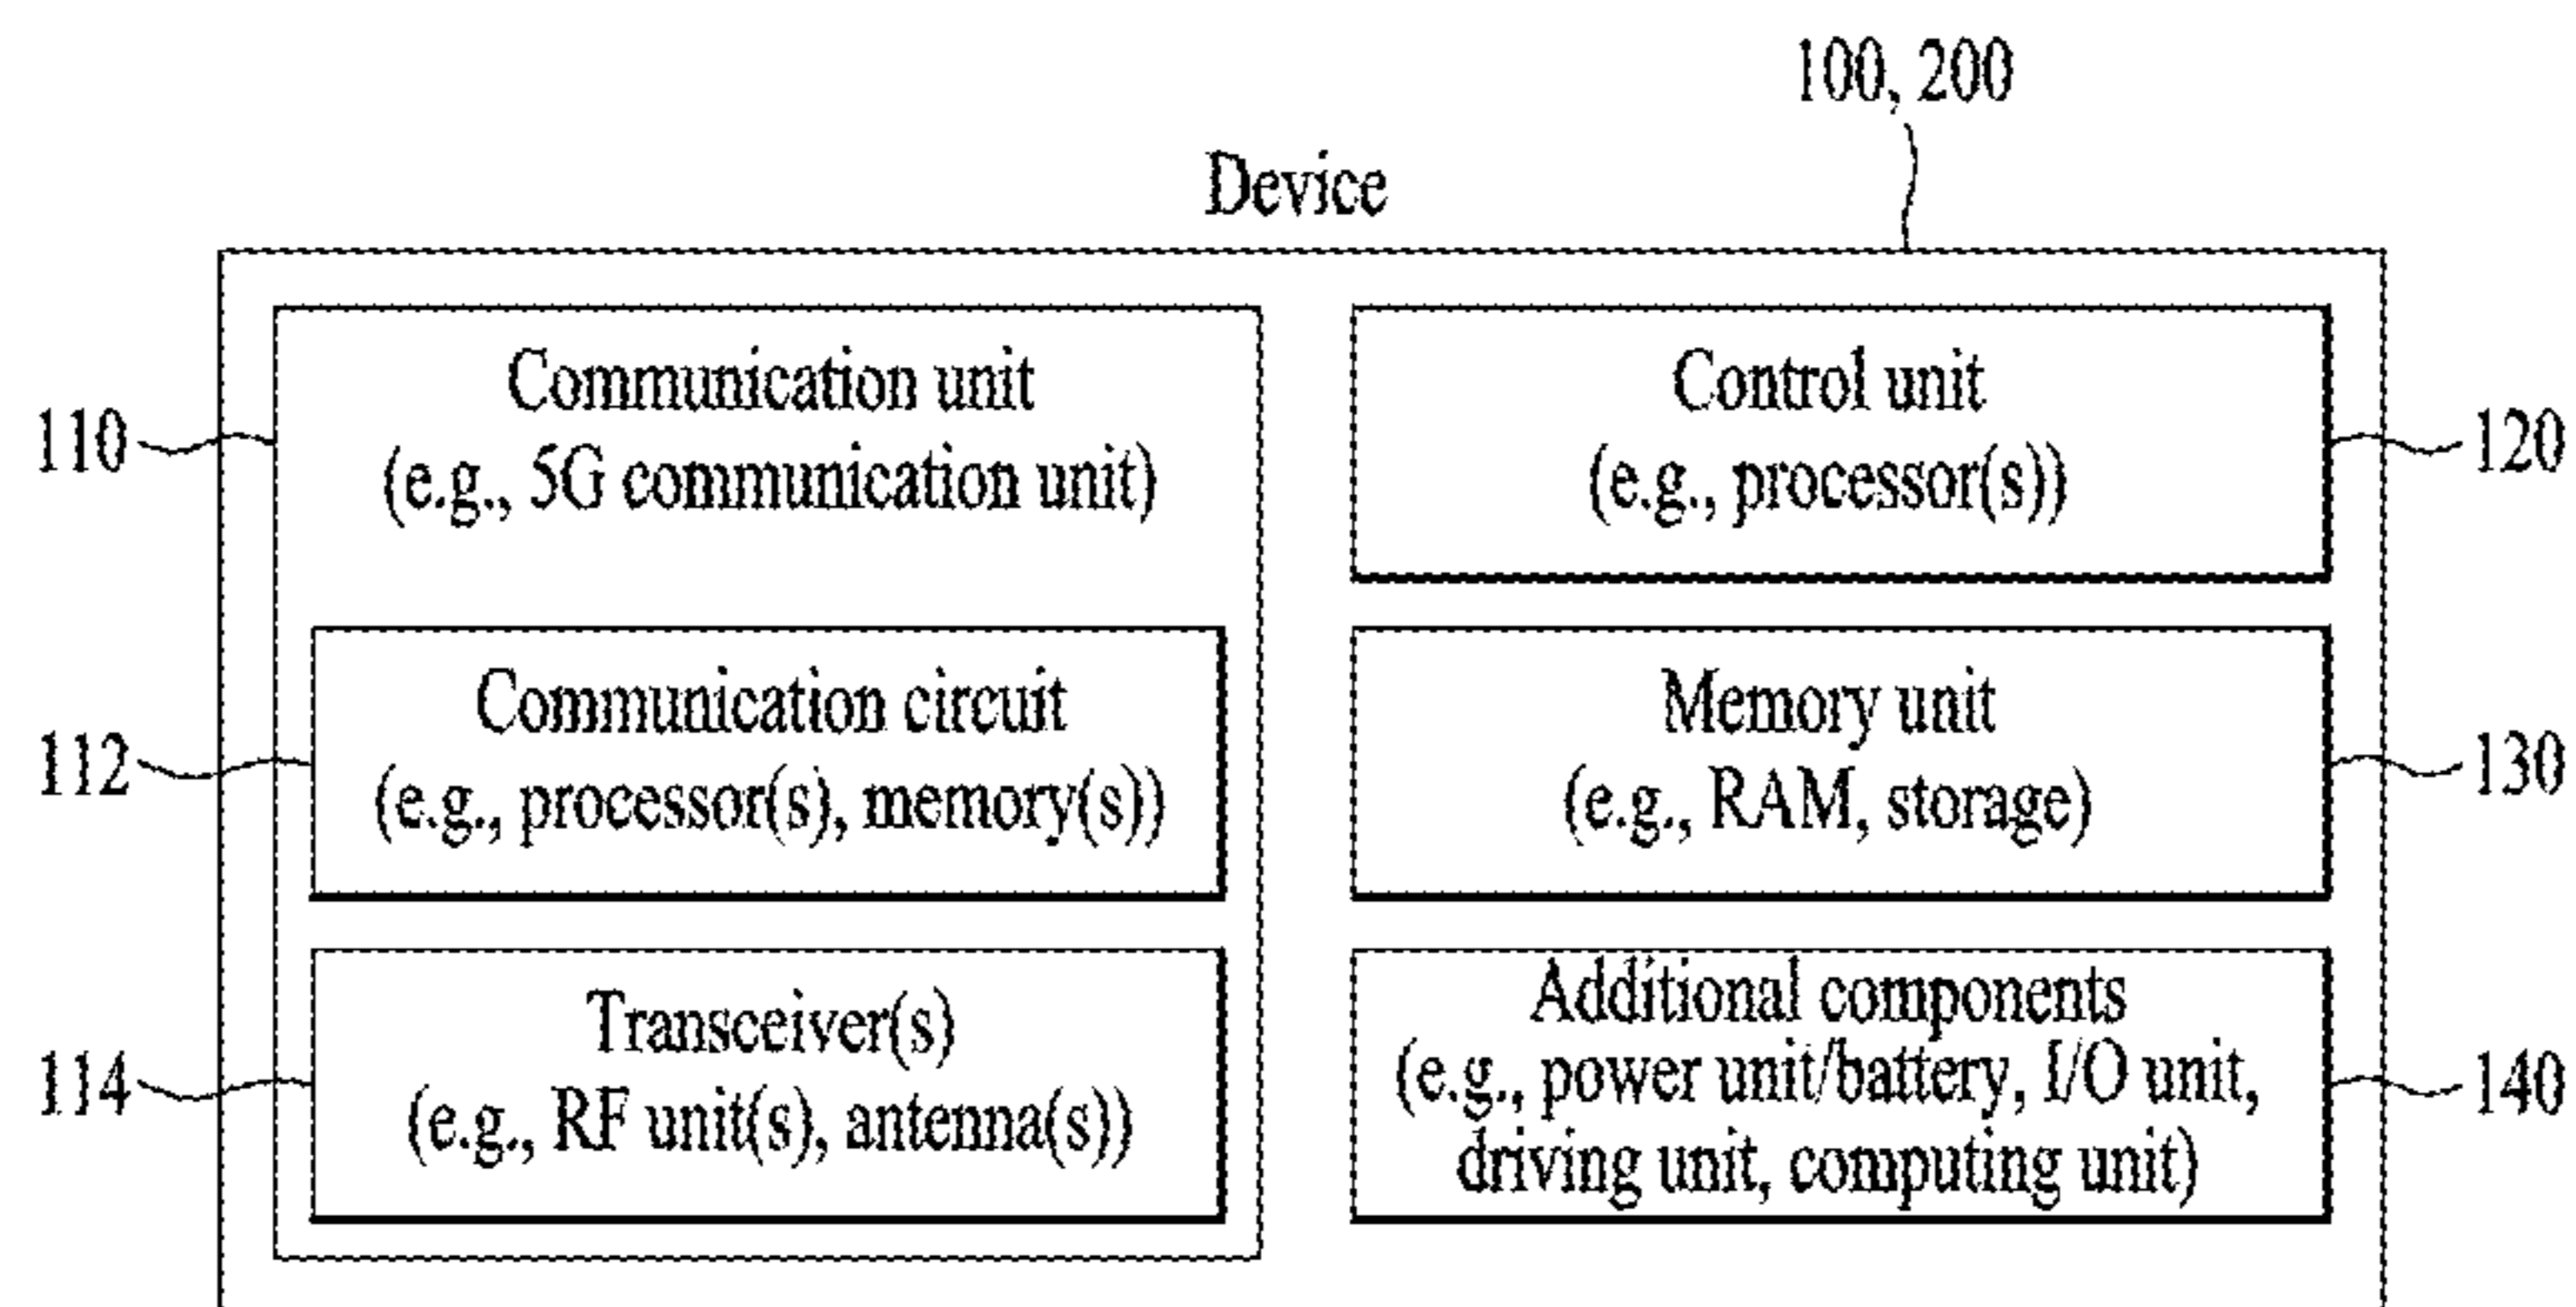 100, 200
Device
110
Communication unit
(e.g., 5G communication unit)
112
Communication circuit
(e.g., processor(s), memory(s))
114
Transceiver(s)
(e.g., RF unit(s), antenna(s))
Control unit
(e.g., processor(s))
120
Memory unit
(e.g., RAM, storage)
130
Additional components
(e.g., power unit/battery, I/O unit,
driving unit, computing unit)
140